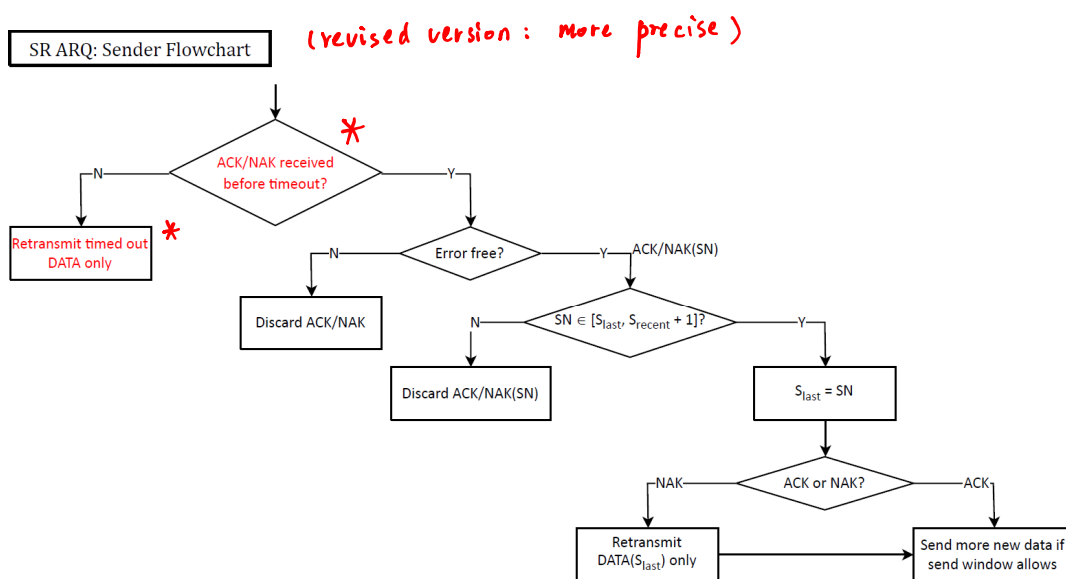 (revised version: more precise)
SR ARQ: Sender Flowchart
*
ACK/NAK received
before timeout?
N
Y
*
Retransmit timed out
DATA only
Error free?
N
Y
ACK/NAK(SN)
Discard ACK/NAK
SN ∈ [Slast, Srecent + 1]?
N
Y
Discard ACK/NAK(SN)
Slast = SN
ACK or NAK?
NAK
ACK
Retransmit
DATA(Slast) only
Send more new data if
send window allows